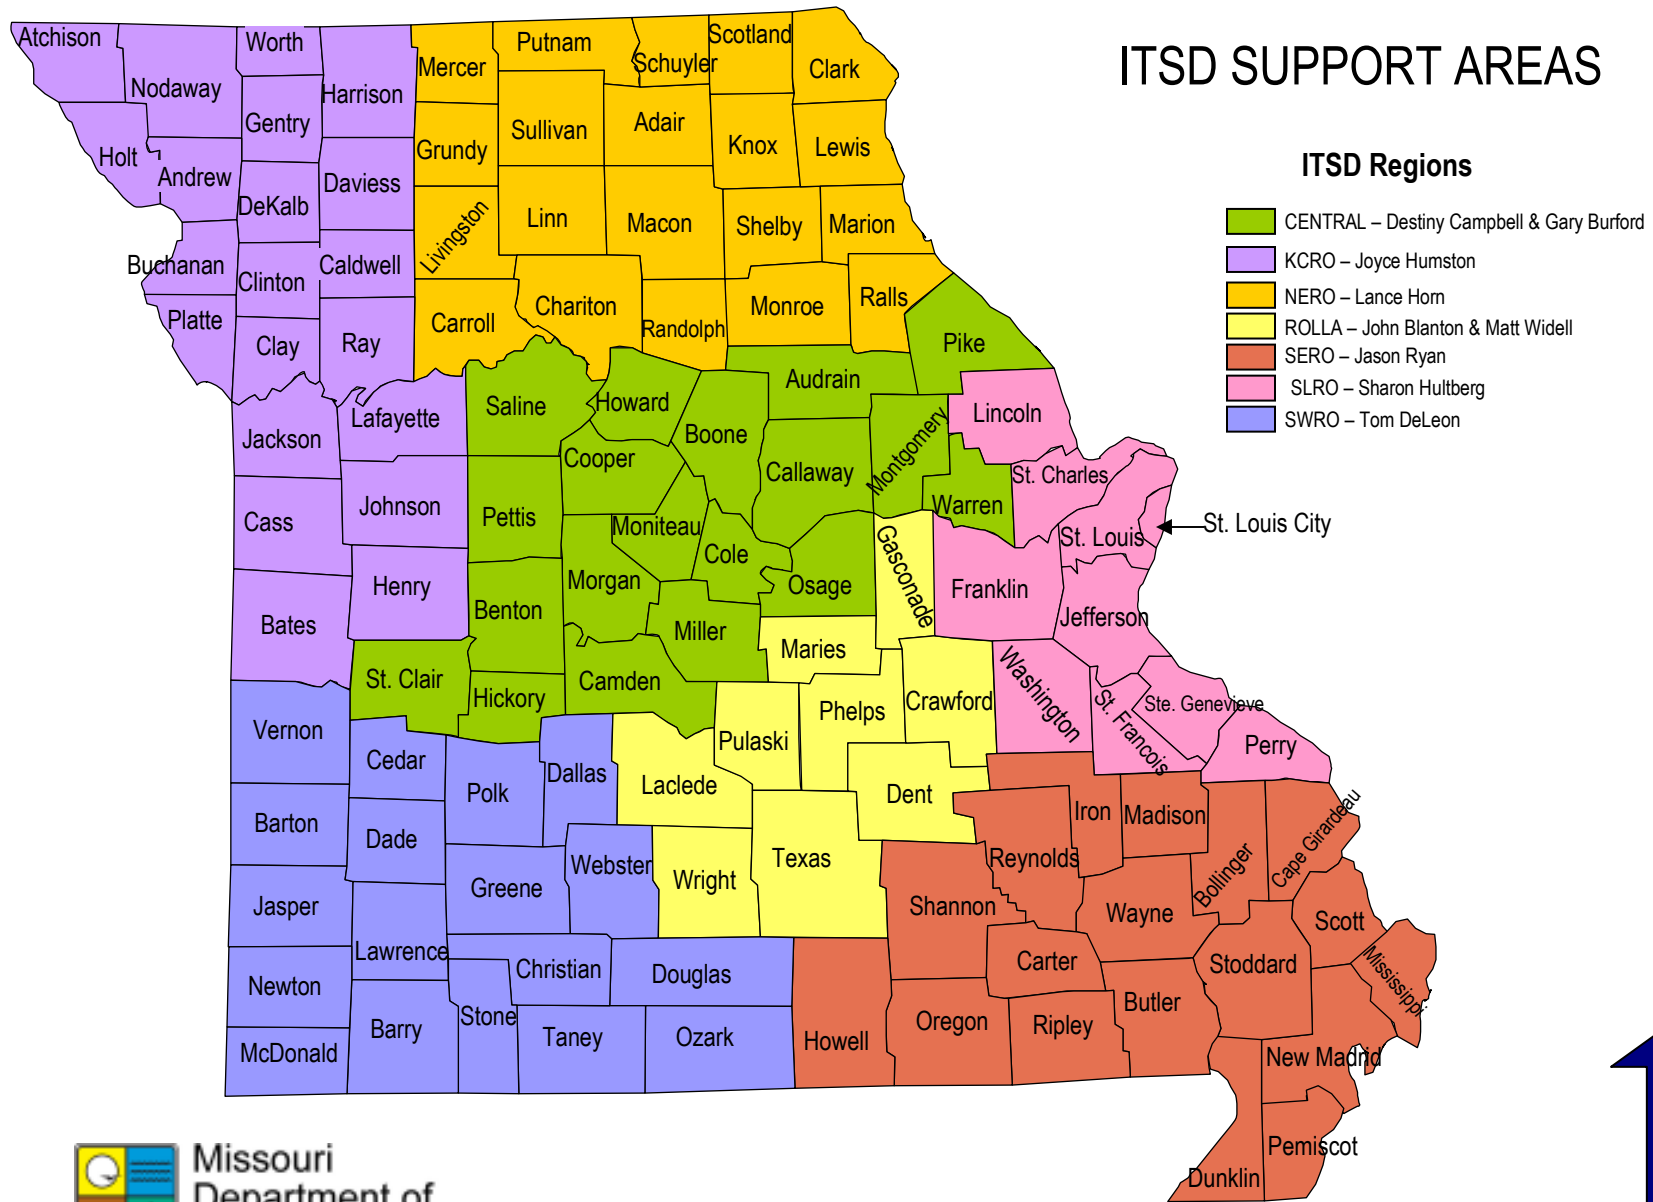 ITSD SUPPORT AREAS
ITSD Regions
CENTRAL – Destiny Campbell & Gary Burford
KCRO – Joyce Humston
NERO – Lance Horn
ROLLA – John Blanton & Matt Widell
SERO – Jason Ryan
SLRO – Sharon Hultberg
SWRO – Tom DeLeon
Atchison
Nodaway
Worth
Harrison
Mercer
Putnam
Schuyler
Scotland
Clark
Gentry
Holt
Andrew
DeKalb
Daviess
Grundy
Sullivan
Adair
Knox
Lewis
Livingston
Linn
Macon
Shelby
Marion
Buchanan
Clinton
Caldwell
Platte
Clay
Ray
Carroll
Chariton
Randolph
Monroe
Ralls
Pike
Audrain
Jackson
Lafayette
Saline
Howard
Boone
Cooper
Callaway
Montgomery
Lincoln
Warren
St. Charles
St. Louis
St. Louis City
Cass
Johnson
Pettis
Moniteau
Cole
Morgan
Osage
Gasconade
Franklin
Jefferson
Bates
Henry
Benton
Miller
Maries
St. Clair
Hickory
Camden
Phelps
Crawford
Washington
St. Francois
Ste. Genevieve
Perry
Vernon
Cedar
Polk
Dallas
Laclede
Pulaski
Dent
Iron
Madison
Bollinger
Cape Girardeau
Barton
Dade
Greene
Webster
Wright
Texas
Reynolds
Shannon
Wayne
Scott
Mississippi
Jasper
Lawrence
Christian
Douglas
Carter
Stoddard
Newton
Barry
Stone
Taney
Ozark
Howell
Oregon
Ripley
Butler
New Madrid
McDonald
Pemiscot
Dunklin
Missouri
Department of